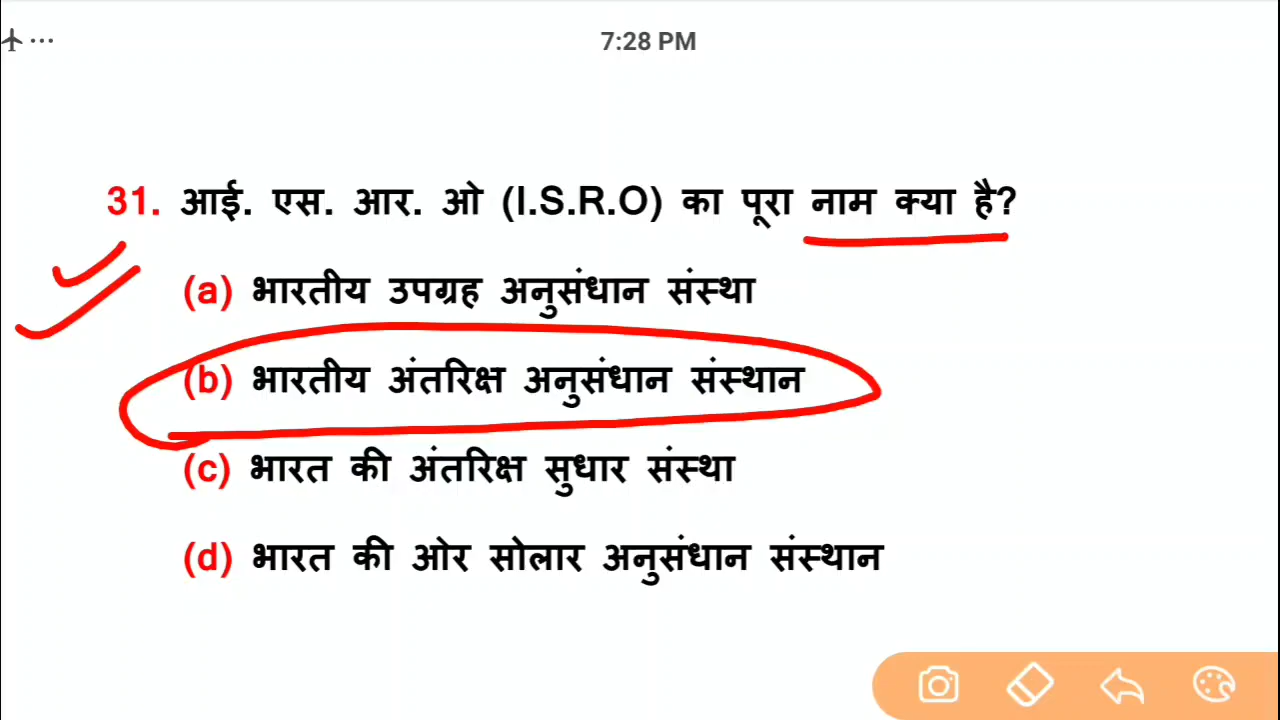 7:28 PM
31. आई. एस. आर. ओ (I.S.R.O) का पूरा नाम क्या है?
(a) भारतीय उपग्रह अनुसंधान संस्था
(b) भारतीय अंतरिक्ष अनुसंधान संस्थान
(c) भारत की अंतरिक्ष सुधार संस्था
(d) भारत की ओर सोलार अनुसंधान संस्थान